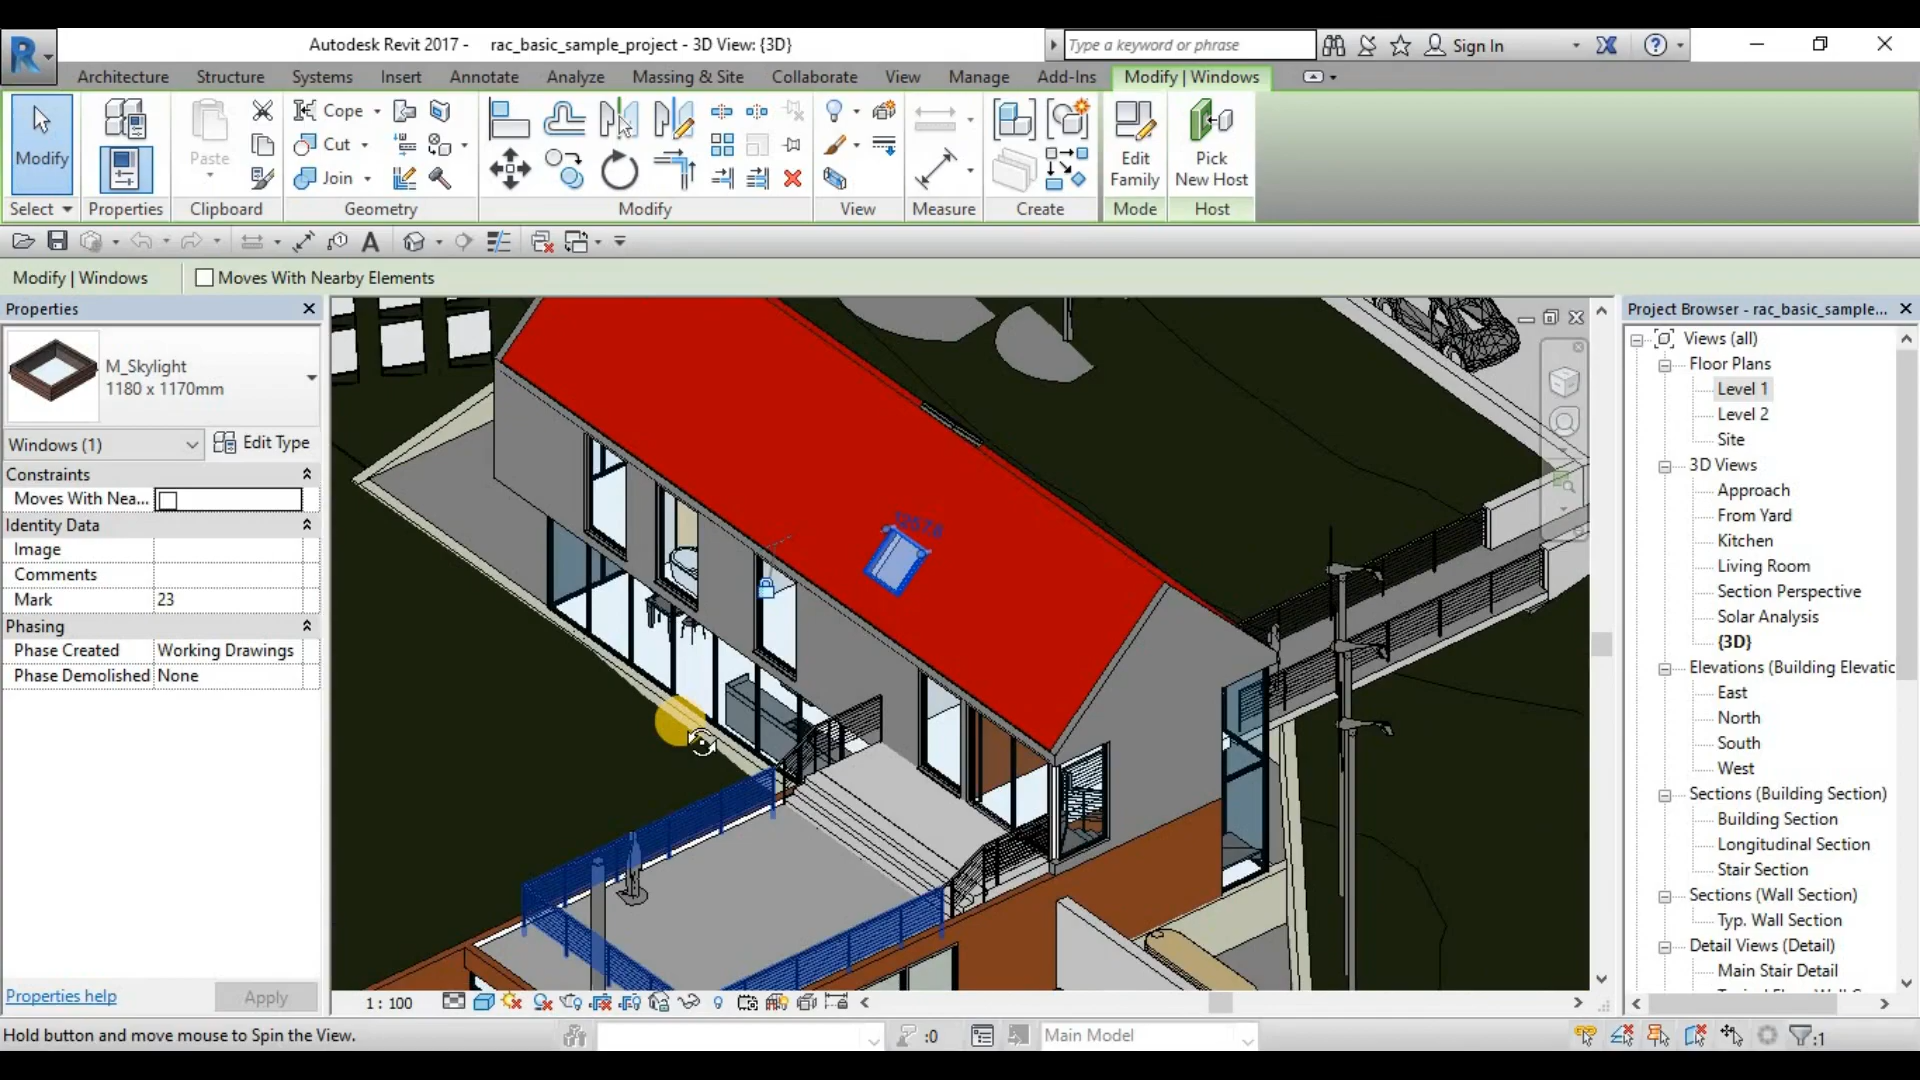 Autodesk Revit 2017 - rac_basic_sample_project - 3D View: {3D}
Type a keyword or phrase
Sign In
Architecture Structure Systems Insert Annotate Analyze Massing & Site Collaborate View Manage Add-Ins Modify | Windows
Modify
Paste
Cope
Cut
Join
Edit Family
Pick New Host
Select Properties Clipboard Geometry Modify View Measure Create Mode Host
Modify | Windows
Moves With Nearby Elements
Properties
M_Skylight
1180 x 1170mm
Windows (1)
Edit Type
Constraints
Moves With Nea...
Identity Data
Image
Comments
Mark 23
Phasing
Phase Created Working Drawings
Phase Demolished None
Properties help
Apply
1 : 100
Project Browser - rac_basic_sample...
Views (all)
Floor Plans
Level 1
Level 2
Site
3D Views
Approach
From Yard
Kitchen
Living Room
Section Perspective
Solar Analysis
{3D}
Elevations (Building Elevatic
East
North
South
West
Sections (Building Section)
Building Section
Longitudinal Section
Stair Section
Sections (Wall Section)
Typ. Wall Section
Detail Views (Detail)
Main Stair Detail
Hold button and move mouse to Spin the View.
:0
Main Model
:1